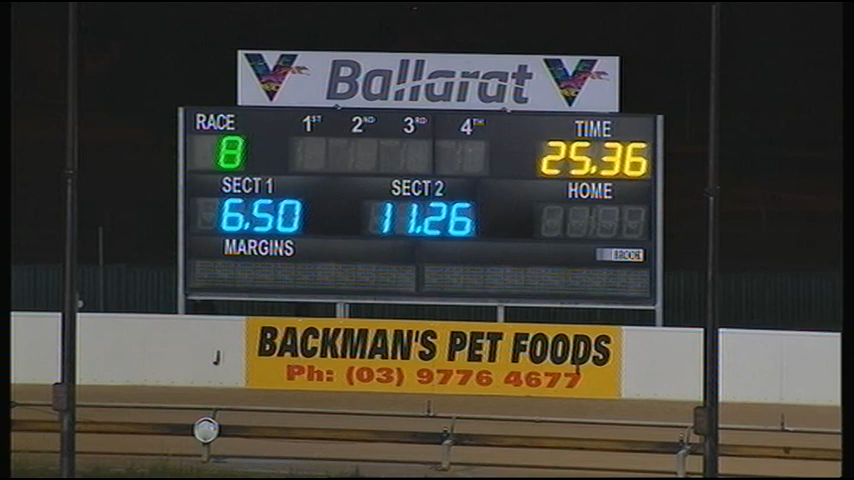 Ballarat
RACE 1ST 2ND 3RD 4TH TIME
8 25.36
SECT 1 SECT 2 HOME
6.50 11.26
MARGINS BROOK
BACKMAN'S PET FOODS
Ph: (03) 9776 4677